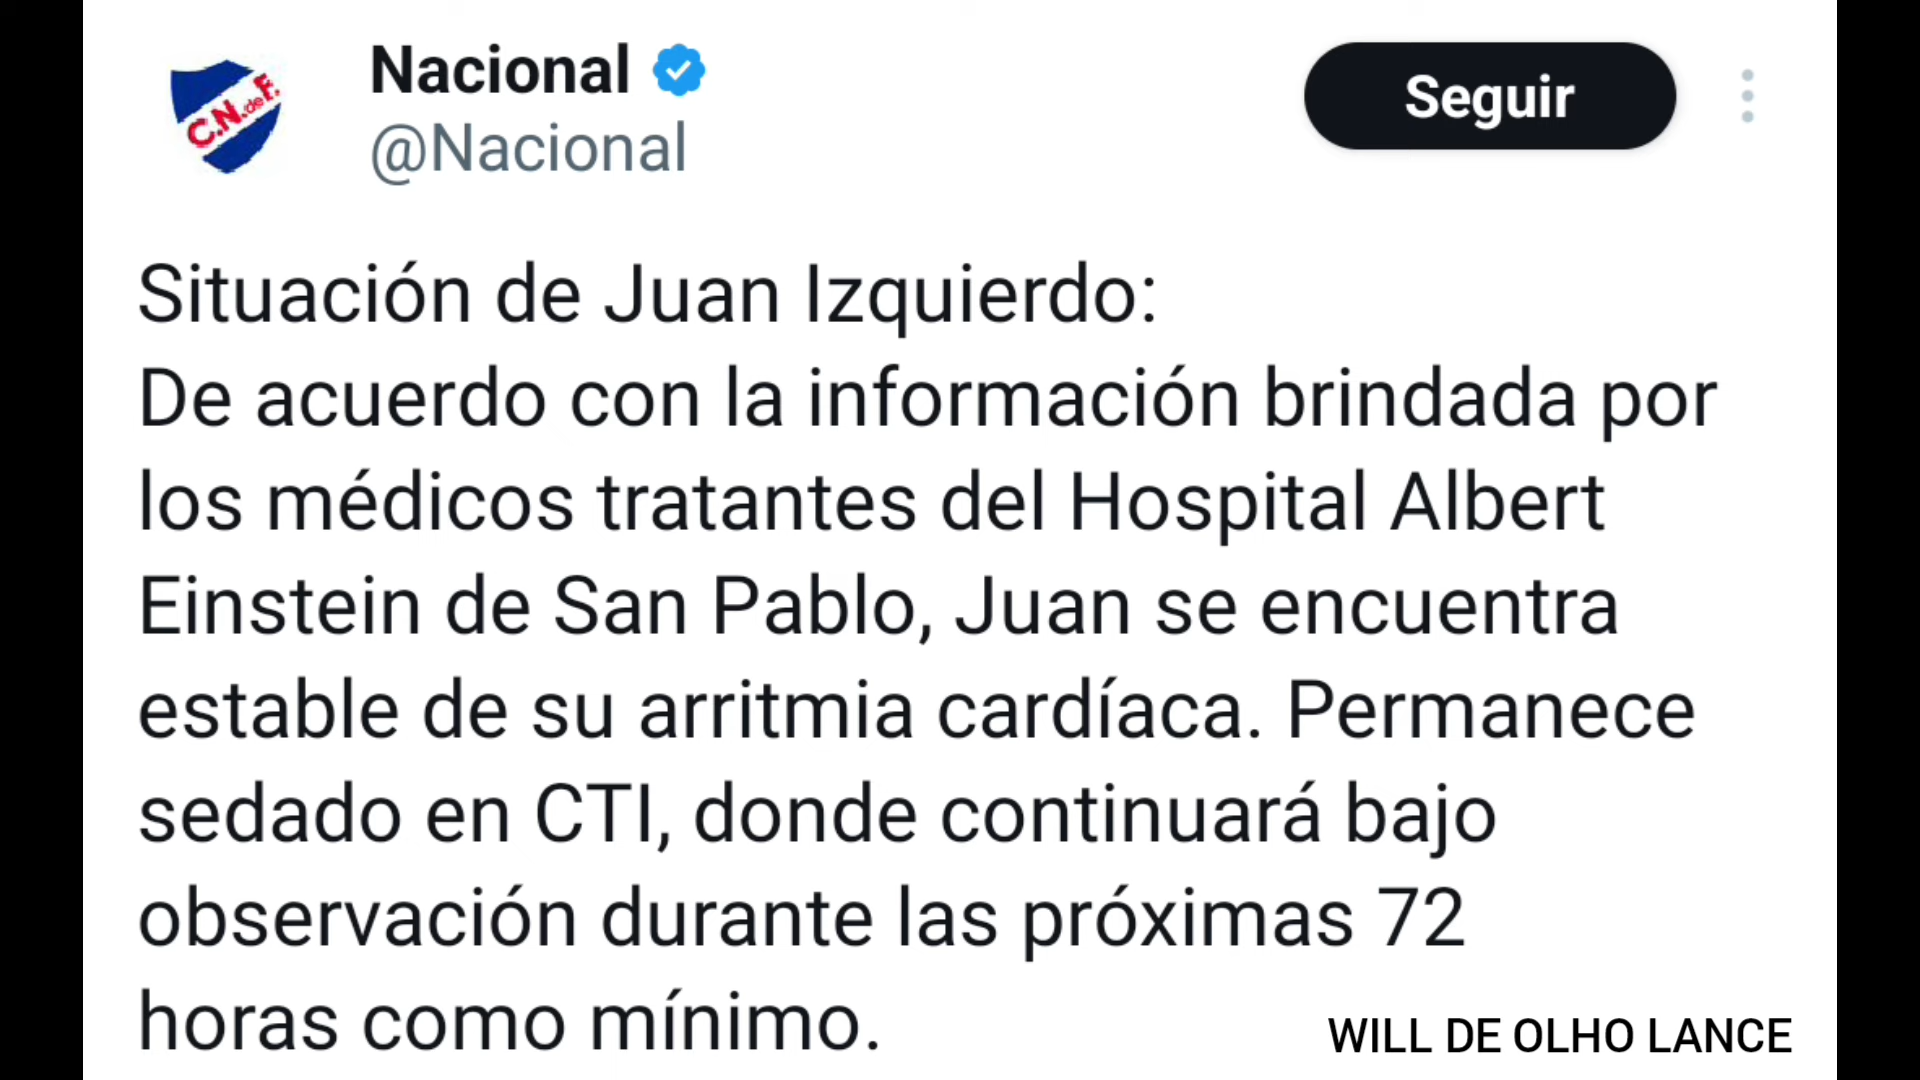 Nacional
@Nacional
Seguir
C.N.deF.
Situación de Juan Izquierdo:
De acuerdo con la información brindada por
los médicos tratantes del Hospital Albert
Einstein de San Pablo, Juan se encuentra
estable de su arritmia cardíaca. Permanece
sedado en CTI, donde continuará bajo
observación durante las próximas 72
horas como mínimo.
WILL DE OLHO LANCE